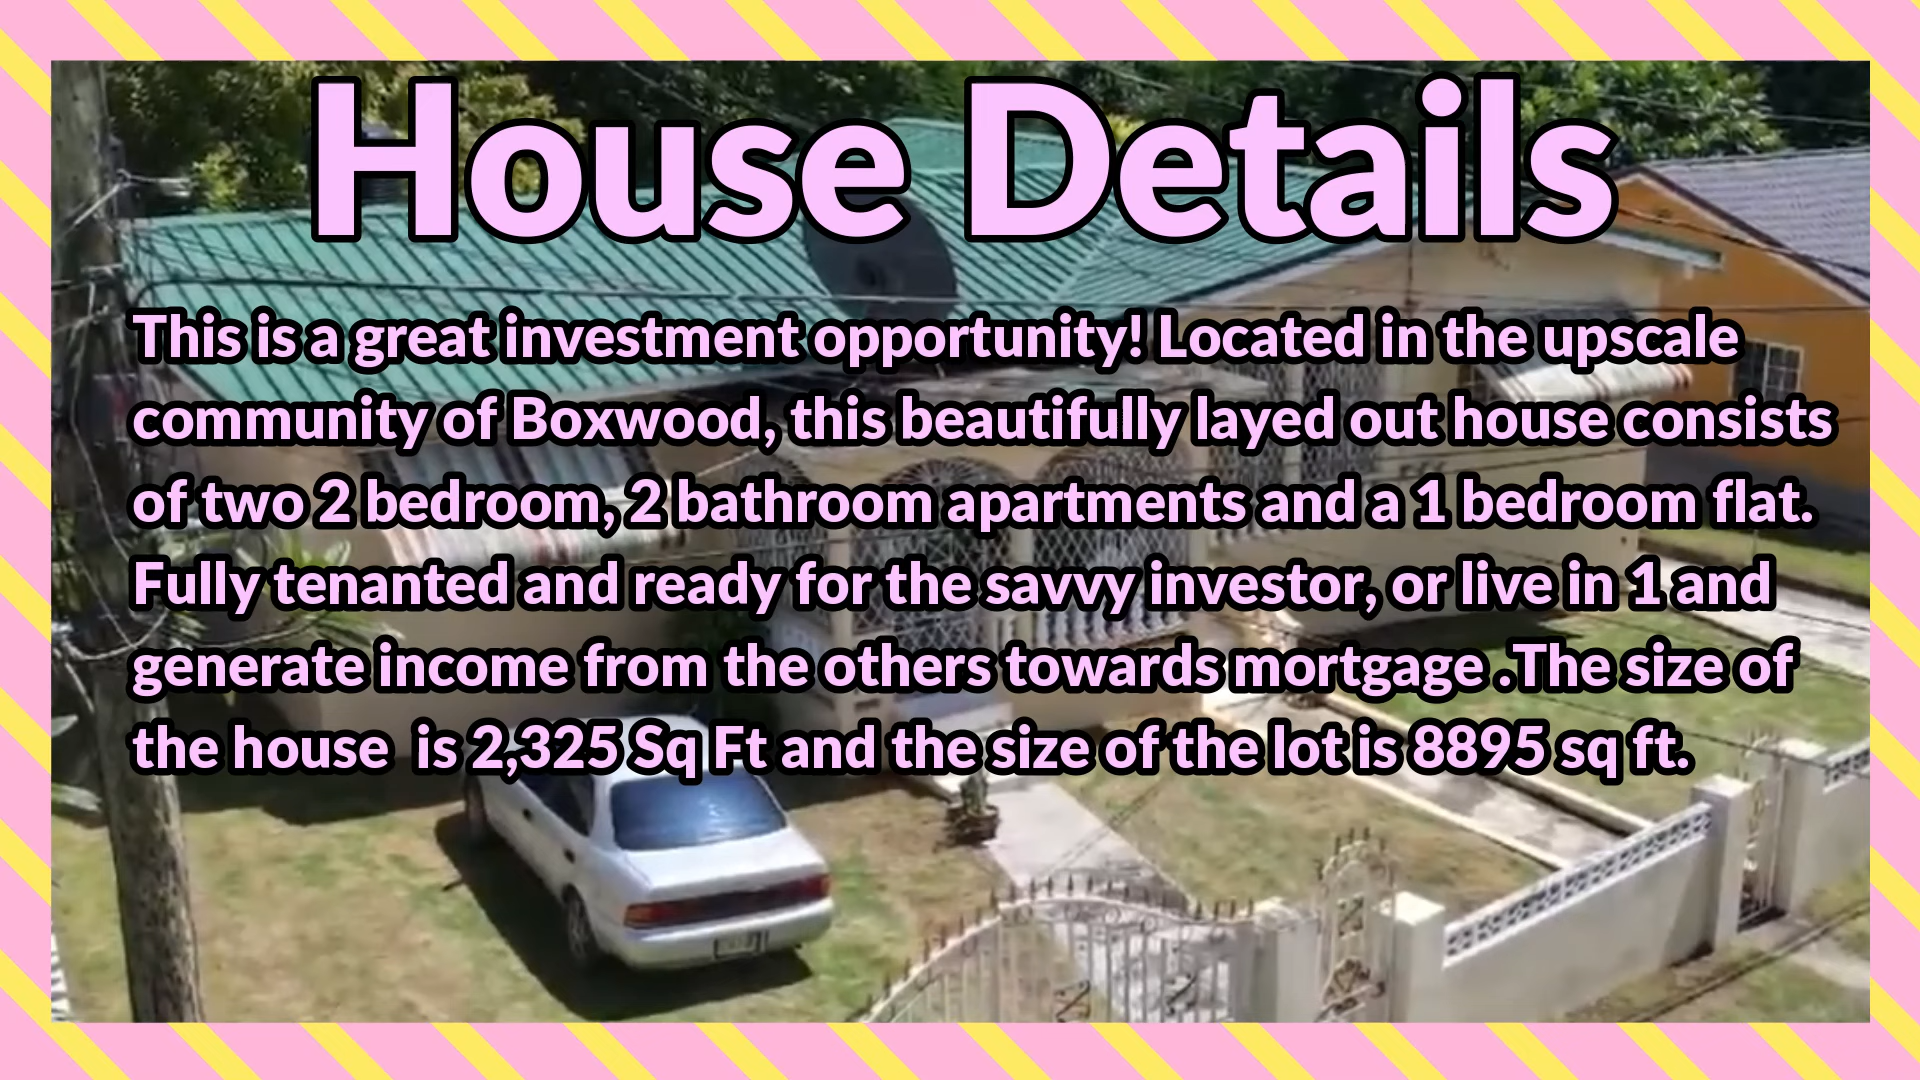 House Details
This is a great investment opportunity! Located in the upscale
community of Boxwood, this beautifully layed out house consists
of two 2 bedroom, 2 bathroom apartments and a 1 bedroom flat.
Fully tenanted and ready for the savvy investor, or live in 1 and
generate income from the others towards mortgage .The size of
the house  is 2,325 Sq Ft and the size of the lot is 8895 sq ft.